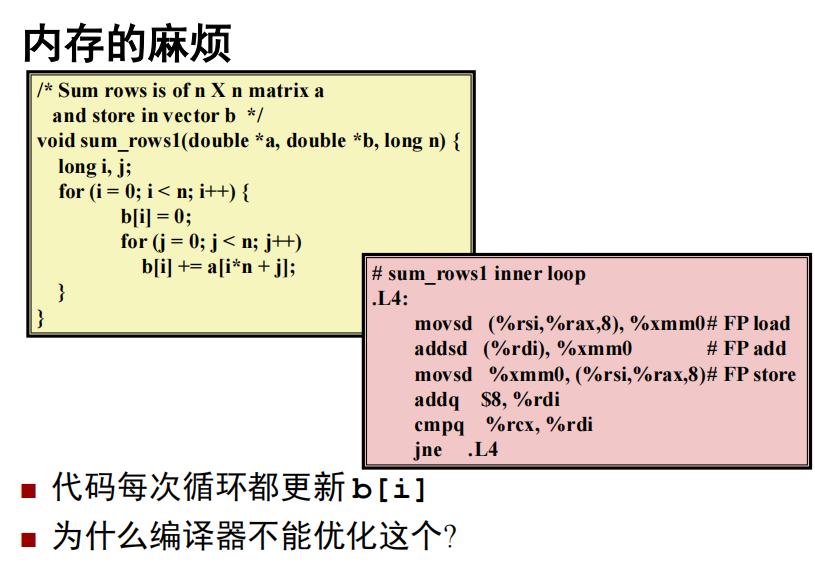 内存的麻烦
/* Sum rows is of n X n matrix a
and store in vector b */
void sum_rows1(double *a, double *b, long n) {
long i, j;
for (i = 0; i < n; i++) {
b[i] = 0;
for (j = 0; j < n; j++)
b[i] += a[i*n + j];
}
}
# sum_rows1 inner loop
.L4:
movsd (%rsi,%rax,8), %xmm0# FP load
addsd (%rdi), %xmm0 # FP add
movsd %xmm0, (%rsi,%rax,8)# FP store
addq $8, %rdi
cmpq %rcx, %rdi
jne .L4
代码每次循环都更新b[i]
为什么编译器不能优化这个?